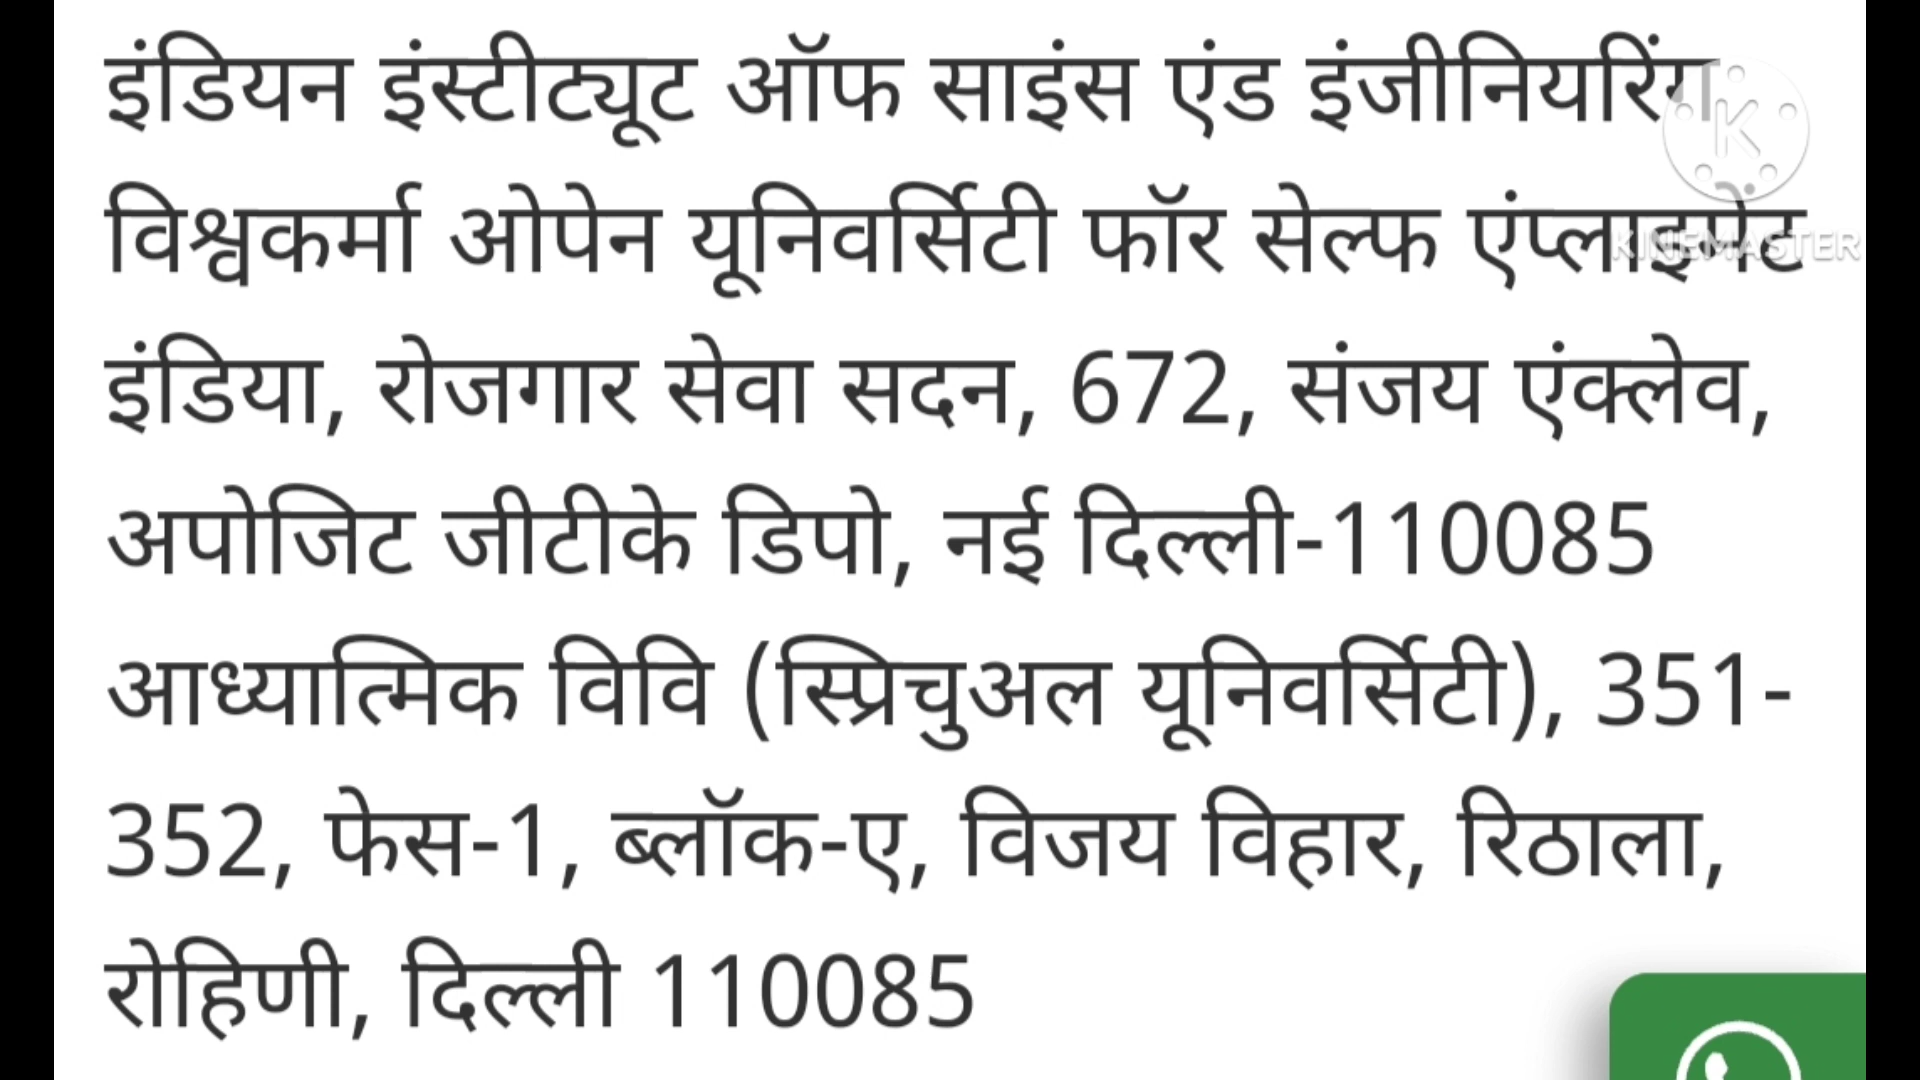 इंडियन इंस्टीट्यूट ऑफ साइंस एंड इंजीनियरिंग
विश्वकर्मा ओपेन यूनिवर्सिटी फॉर सेल्फ एंप्लाइमेंट
KINEMASTER
इंडिया, रोजगार सेवा सदन, 672, संजय एंक्लेव,
अपोजिट जीटीके डिपो, नई दिल्ली-110085
आध्यात्मिक विवि (स्प्रिचुअल यूनिवर्सिटी), 351-
352, फेस-1, ब्लॉक-ए, विजय विहार, रिठाला,
रोहिणी, दिल्ली 110085